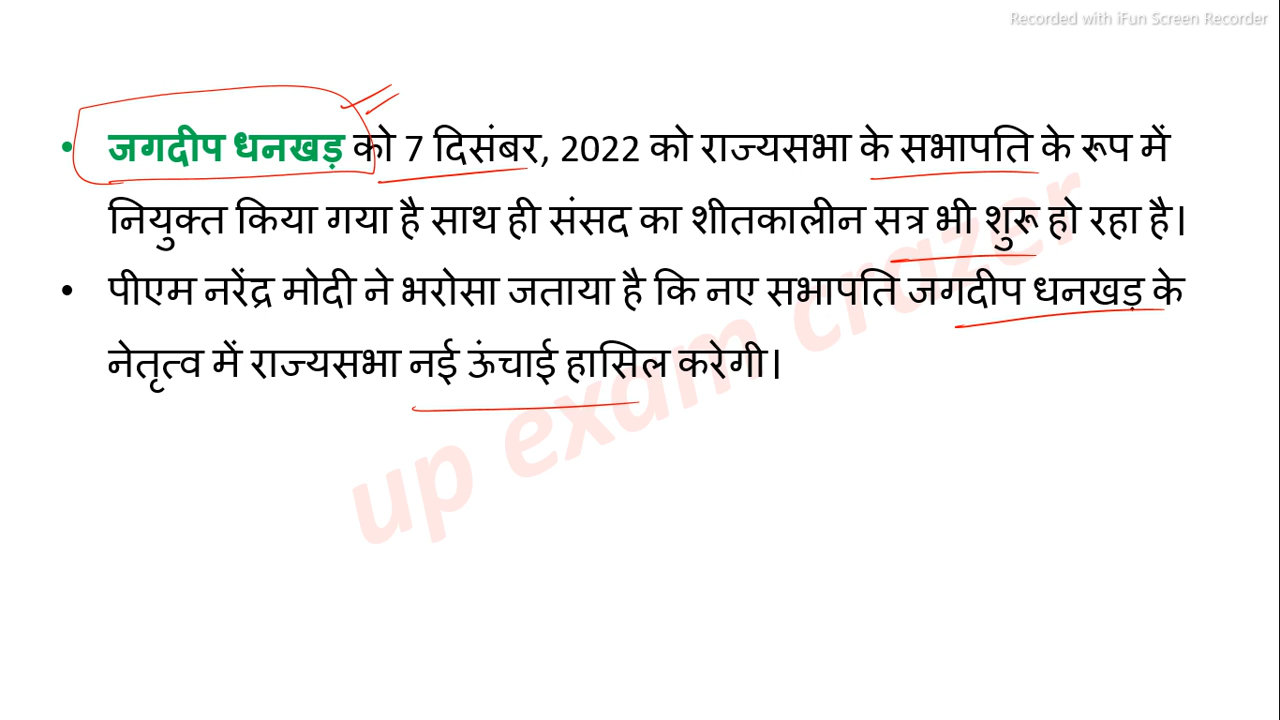 Recorded with iFun Screen Recorder
• जगदीप धनखड़ को 7 दिसंबर, 2022 को राज्यसभा के सभापति के रूप में
नियुक्त किया गया है साथ ही संसद का शीतकालीन सत्र भी शुरू हो रहा है।
• पीएम नरेंद्र मोदी ने भरोसा जताया है कि नए सभापति जगदीप धनखड़ के
नेतृत्व में राज्यसभा नई ऊंचाई हासिल करेगी।
up exam crazer